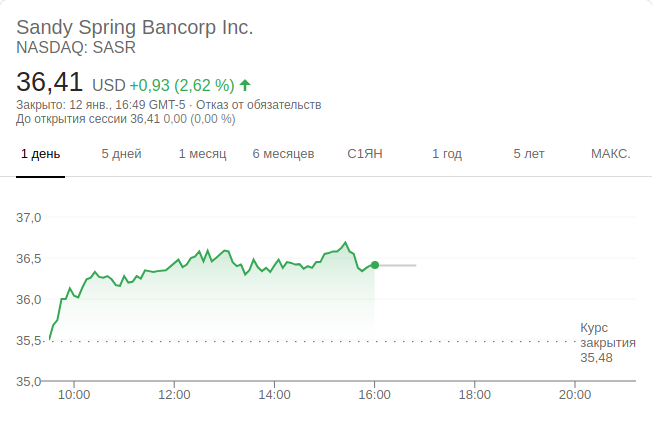 Sandy Spring Bancorp Inc.
NASDAQ: SASR
36,41 USD +0,93 (2,62 %)
Закрыто: 12 янв., 16:49 GMT-5 · Отказ от обязательств
До открытия сессии 36,41 0,00 (0,00 %)
1 день 5 дней 1 месяц 6 месяцев С1ЯН 1 год 5 лет МАКС.
37,0
36,5
36,0
35,5
35,0
Курс
закрытия
35,48
10:00 12:00 14:00 16:00 18:00 20:00